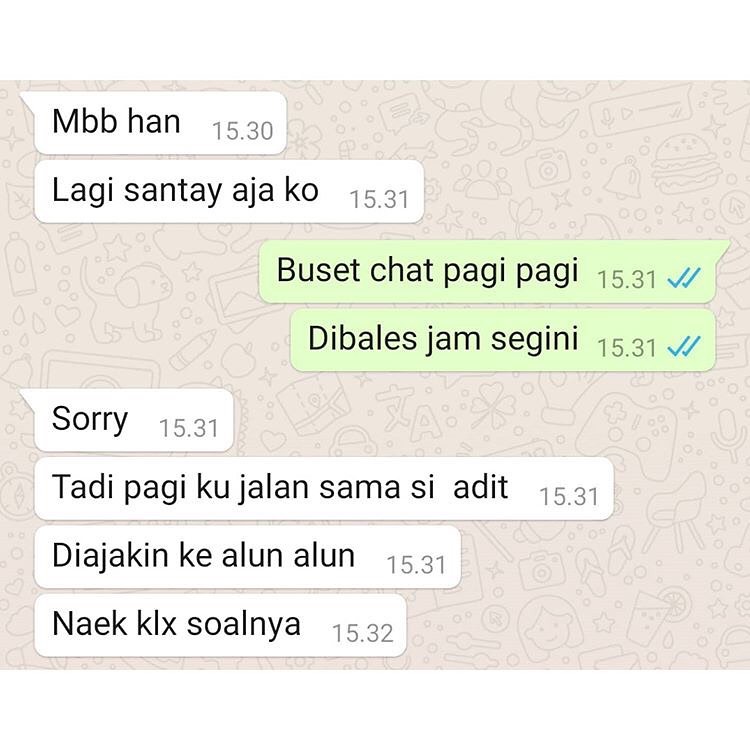 Mbb han 15.30
Lagi santay aja ko 15.31
Buset chat pagi pagi 15.31
Dibales jam segini 15.31
Sorry 15.31
Tadi pagi ku jalan sama si adit 15.31
Diajakin ke alun alun 15.31
Naek klx soalnya 15.32